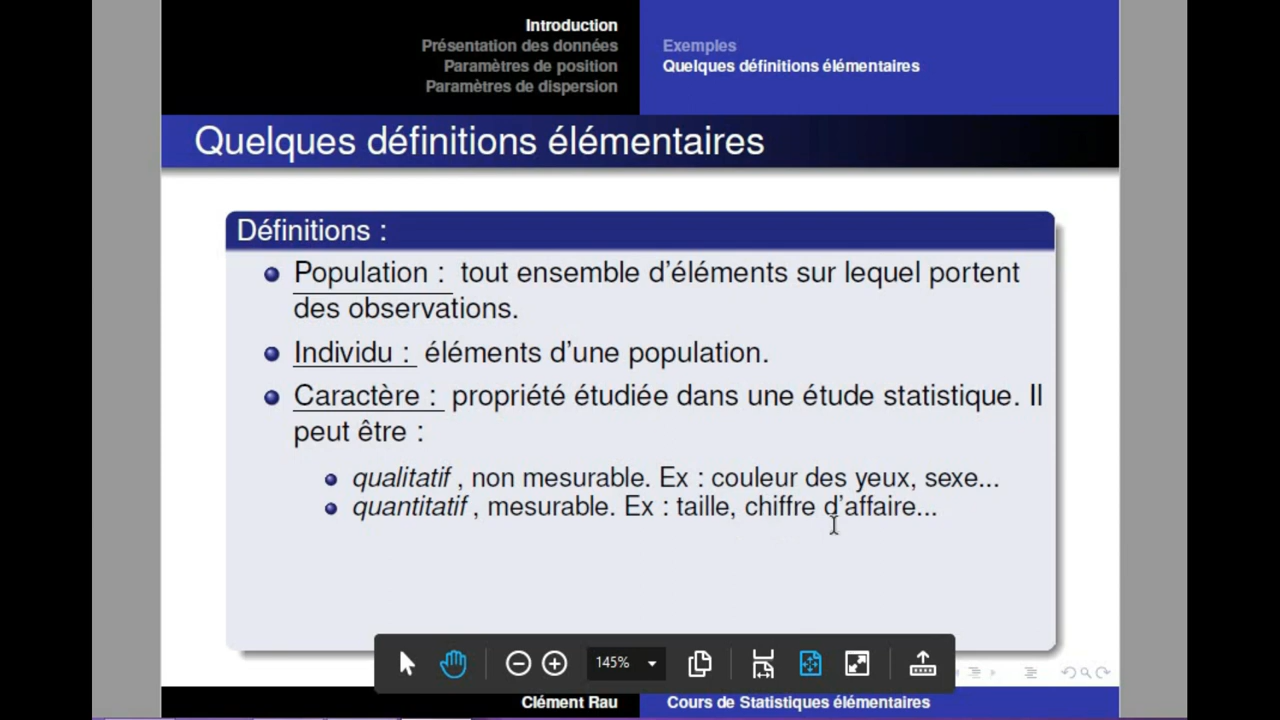 Introduction
Présentation des données
Paramètres de position
Paramètres de dispersion
Exemples
Quelques définitions élémentaires
Quelques définitions élémentaires
Définitions :
Population : tout ensemble d'éléments sur lequel portent
des observations.
Individu : éléments d'une population.
Caractère : propriété étudiée dans une étude statistique. Il
peut être :
qualitatif , non mesurable. Ex : couleur des yeux, sexe...
quantitatif , mesurable. Ex : taille, chiffre d'affaire...
145%
Clément Rau
Cours de Statistiques élémentaires